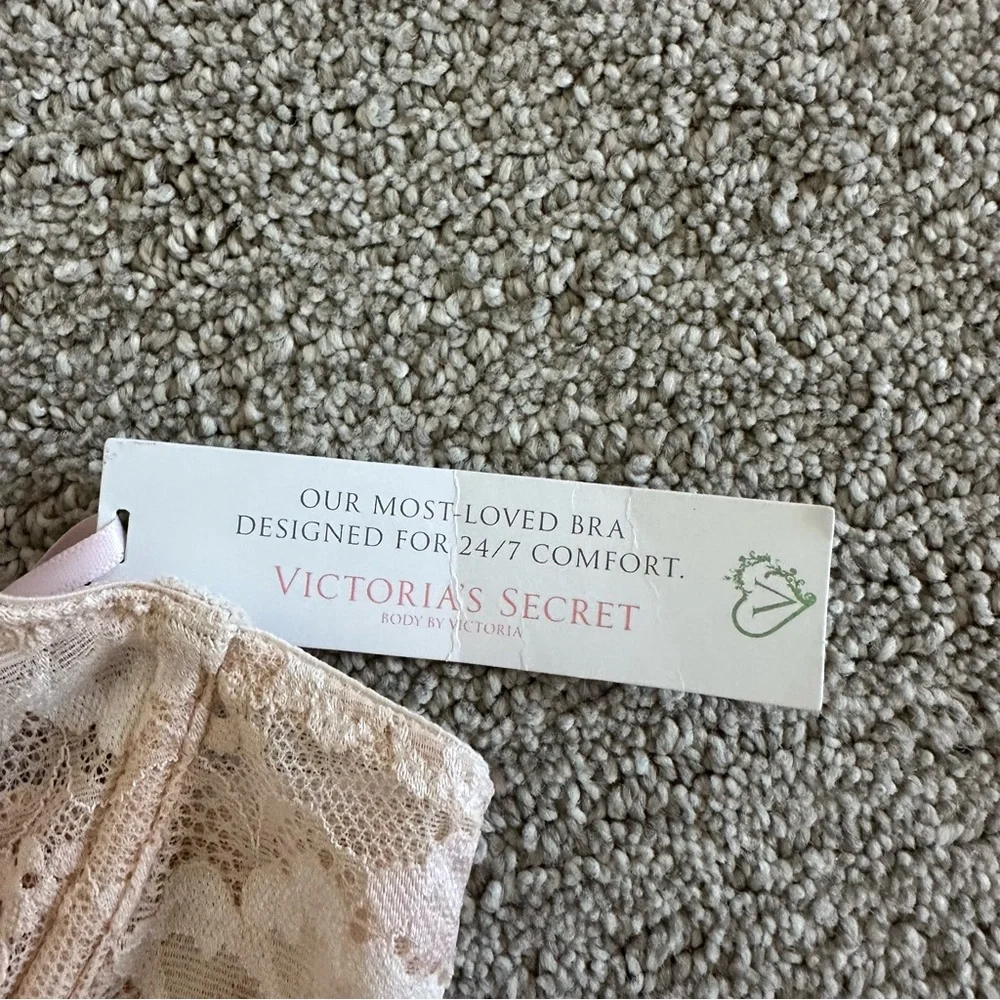 OUR MOST-LOVED BRA
DESIGNED FOR 24/7 COMFORT.
VICTORIA'S SECRET
BODY BY VICTORIA